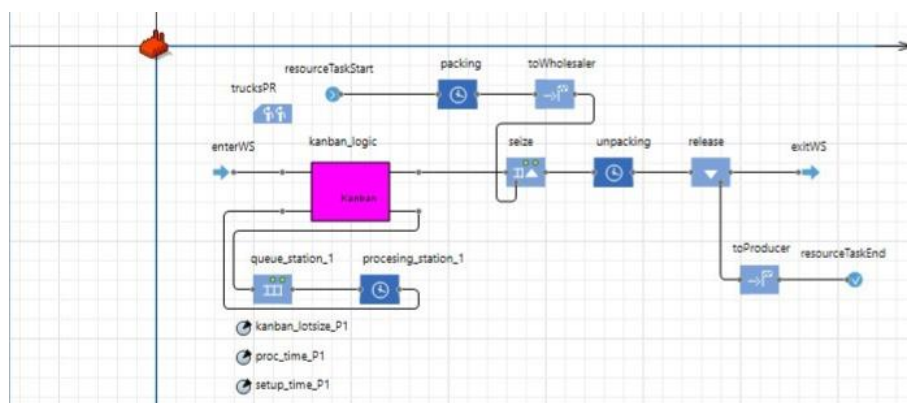 packing
toWholesaler
resourceTaskStart
trucksPR
enterWS
kanban_logic
seize
unpacking
release
exitWS
Kanban
toProducer
resourceTaskEnd
queue_station_1
procesing_station_1
kanban_lotsize_P1
proc_time_P1
setup_time_P1